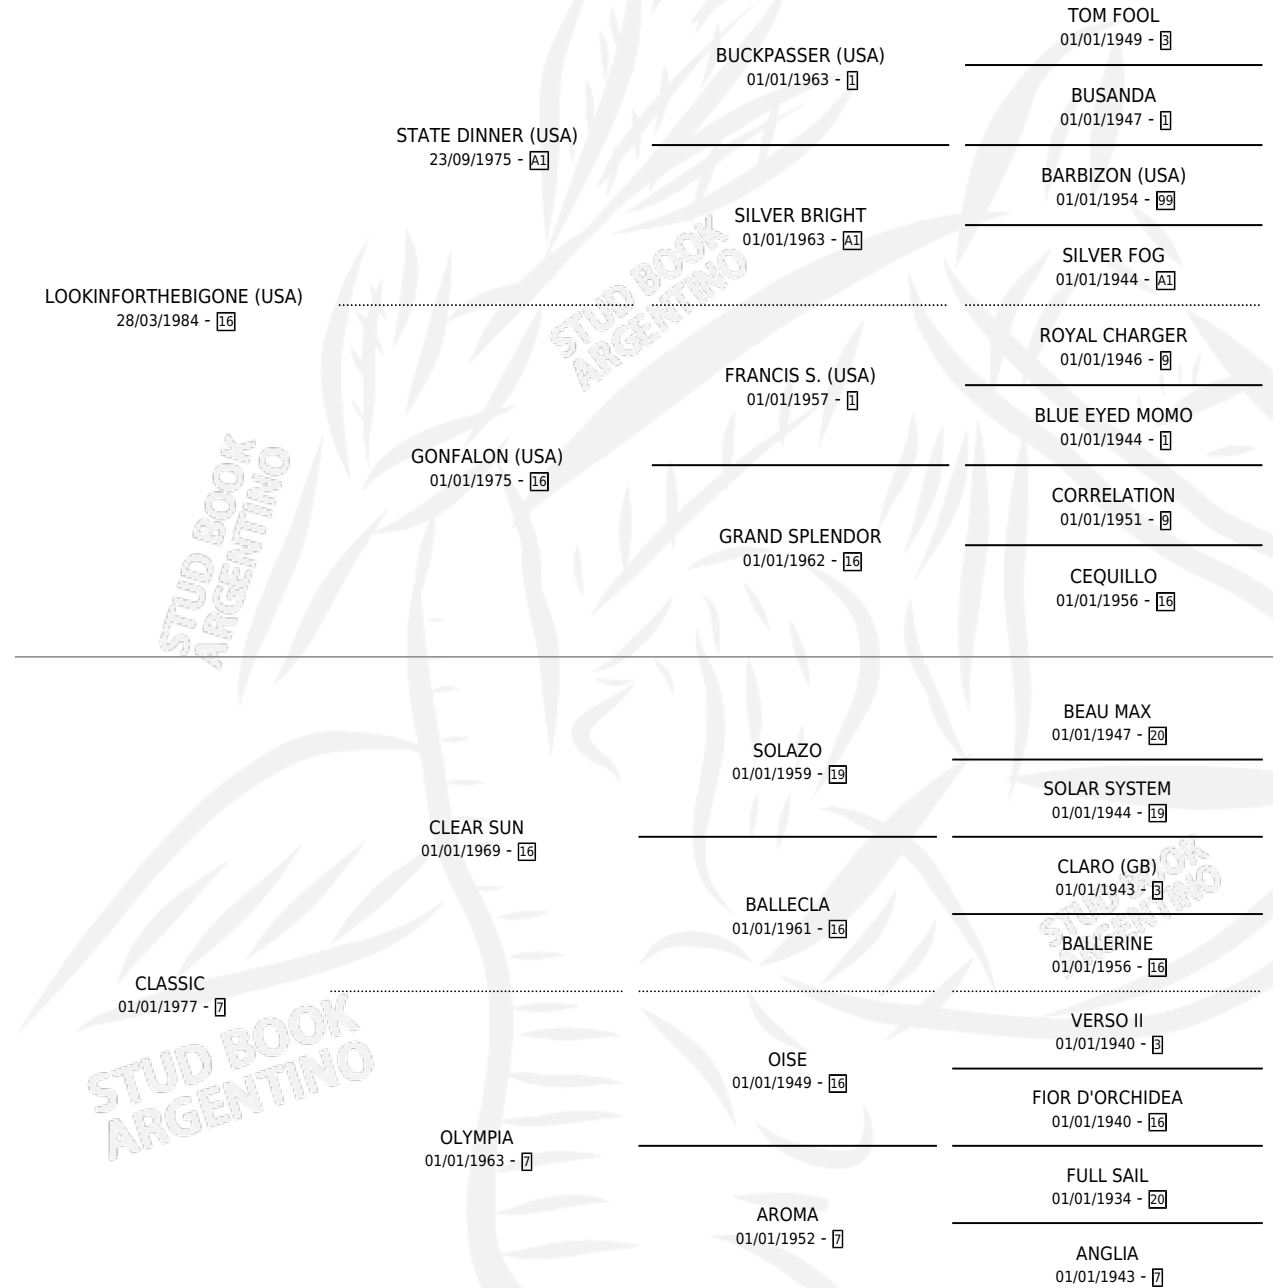 TOM FOOL
01/01/1949 - 3
BUCKPASSER (USA)
01/01/1963 - 1
BUSANDA
01/01/1947 - 1
STATE DINNER (USA)
23/09/1975 - A1
BARBIZON (USA)
01/01/1954 - 99
SILVER BRIGHT
01/01/1963 - A1
SILVER FOG
01/01/1944 - A1
LOOKINFORTHEBIGONE (USA)
28/03/1984 - 16
STUD BOOK
ARGENTINO
ROYAL CHARGER
01/01/1946 - 9
FRANCIS S. (USA)
01/01/1957 - 1
BLUE EYED MOMO
01/01/1944 - 1
GONFALON (USA)
01/01/1975 - 16
CORRELATION
01/01/1951 - 9
GRAND SPLENDOR
01/01/1962 - 16
CEQUILLO
01/01/1956 - 16
STUD BOOK
ARGENTINO
BEAU MAX
01/01/1947 - 20
SOLAZO
01/01/1959 - 19
SOLAR SYSTEM
01/01/1944 - 19
CLEAR SUN
01/01/1969 - 16
CLARO (GB)
01/01/1943 - 3
BALLECLA
01/01/1961 - 16
BALLERINE
01/01/1956 - 16
STUD BOOK
ARGENTINO
CLASSIC
01/01/1977 - 7
VERSO II
01/01/1940 - 3
OISE
01/01/1949 - 16
FIOR D'ORCHIDEA
01/01/1940 - 16
STUD BOOK
ARGENTINO
OLYMPIA
01/01/1963 - 7
FULL SAIL
01/01/1934 - 20
AROMA
01/01/1952 - 7
ANGLIA
01/01/1943 - 7